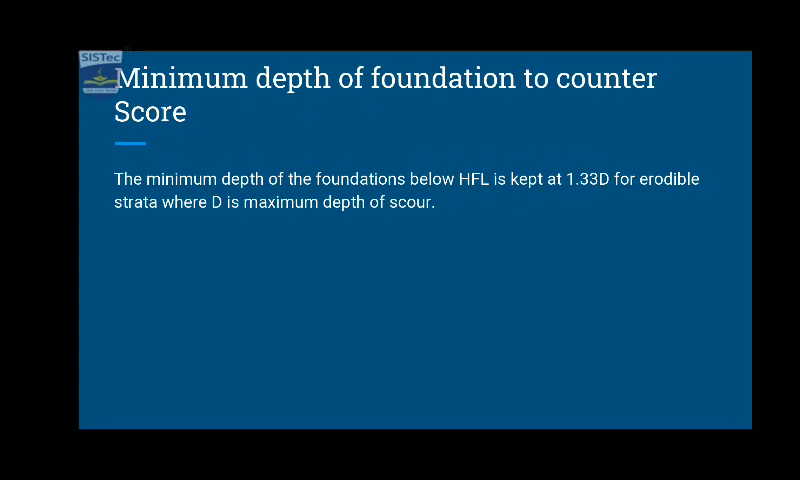 SISTec
Minimum depth of foundation to counter
Score
The minimum depth of the foundations below HFL is kept at 1.33D for erodible
strata where D is maximum depth of scour.